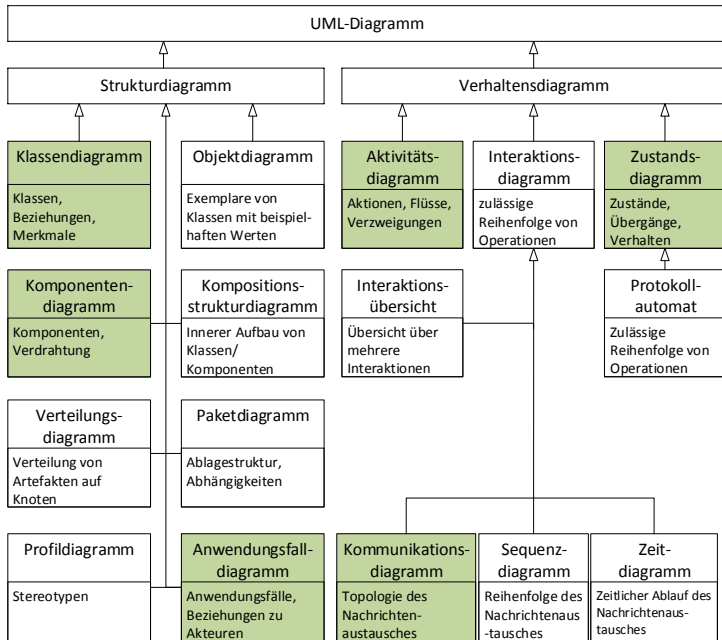 UML-Diagramm
Strukturdiagramm
Verhaltensdiagramm
Klassendiagramm
Klassen,
Beziehungen,
Merkmale
Objektdiagramm
Exemplare von
Klassen mit beispiel-
haften Werten
Aktivitäts-
diagramm
Aktionen, Flüsse,
Verzweigungen
Interaktions-
diagramm
zulässige
Reihenfolge von
Operationen
Zustands-
diagramm
Zustände,
Übergänge,
Verhalten
Komponenten-
diagramm
Komponenten,
Verdrahtung
Kompositions-
strukturdiagramm
Innerer Aufbau von
Klassen/
Komponenten
Interaktions-
übersicht
Übersicht über
mehrere
Interaktionen
Protokoll-
automat
Zulässige
Reihenfolge von
Operationen
Verteilungs-
diagramm
Verteilung von
Artefakten auf
Knoten
Paketdiagramm
Ablagestruktur,
Abhängigkeiten
Profildiagramm
Stereotypen
Anwendungsfall-
diagramm
Anwendungsfälle,
Beziehungen zu
Akteuren
Kommunikations-
diagramm
Topologie des
Nachrichten-
austausches
Sequenz-
diagramm
Reihenfolge des
Nachrichtenaus
-tausches
Zeit-
diagramm
Zeitlicher Ablauf des
Nachrichtenaus-
tausches